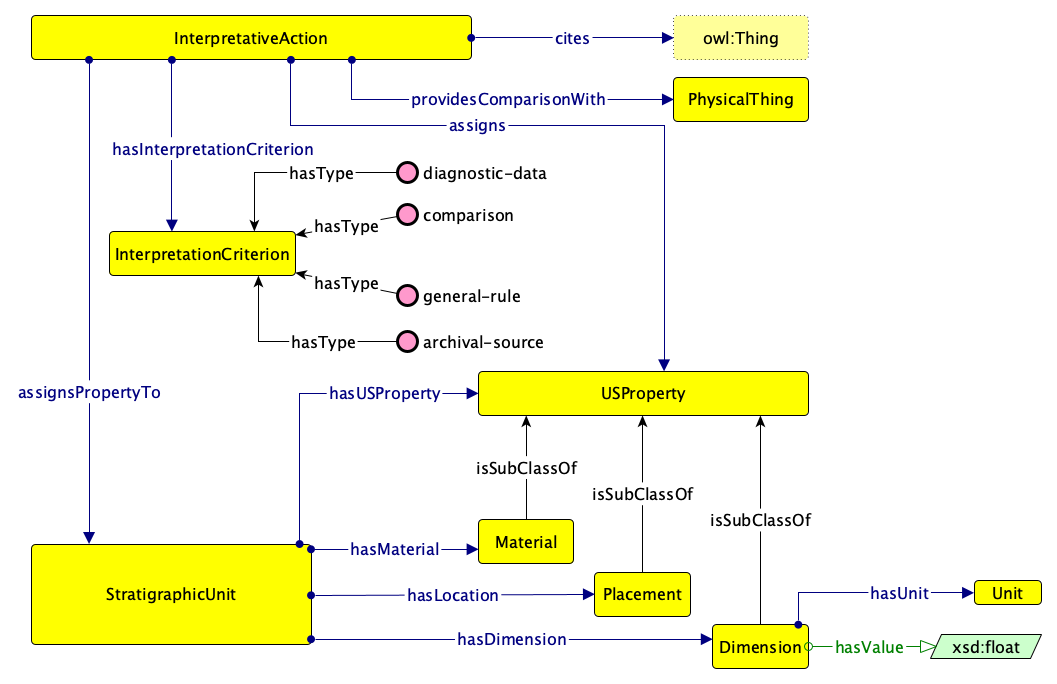 InterpretativeAction
cites
owl:Thing
providesComparisonWith
PhysicalThing
assigns
hasInterpretationCriterion
hasType
diagnostic-data
hasType
comparison
InterpretationCriterion
hasType
general-rule
hasType
archival-source
assignsPropertyTo
hasUSProperty
USProperty
isSubClassOf
isSubClassOf
isSubClassOf
hasMaterial
Material
StratigraphicUnit
hasLocation
Placement
hasUnit
Unit
hasDimension
Dimension
hasValue
xsd:float